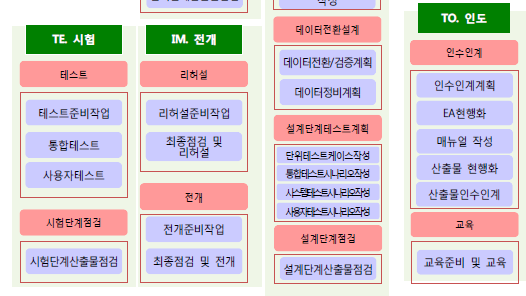 TE. 시험
테스트
테스트준비작업
통합테스트
사용자테스트
시험단계점검
시험단계산출물점검
IM. 전개
리허설
리허설준비작업
최종점검 및
리허설
전개
전개준비작업
최종점검 및 전개
작성
데이터전환설계
데이터전환/검증계획
데이터정비계획
설계단계테스트계획
단위테스트케이스작성
통합테스트시나리오작성
시스템테스트시나리오작성
사용자테스트시나리오작성
설계단계점검
설계단계산출물점검
TO. 인도
인수인계
인수인계계획
EA현행화
매뉴얼 작성
산출물 현행화
산출물인수인계
교육
교육준비 및 교육